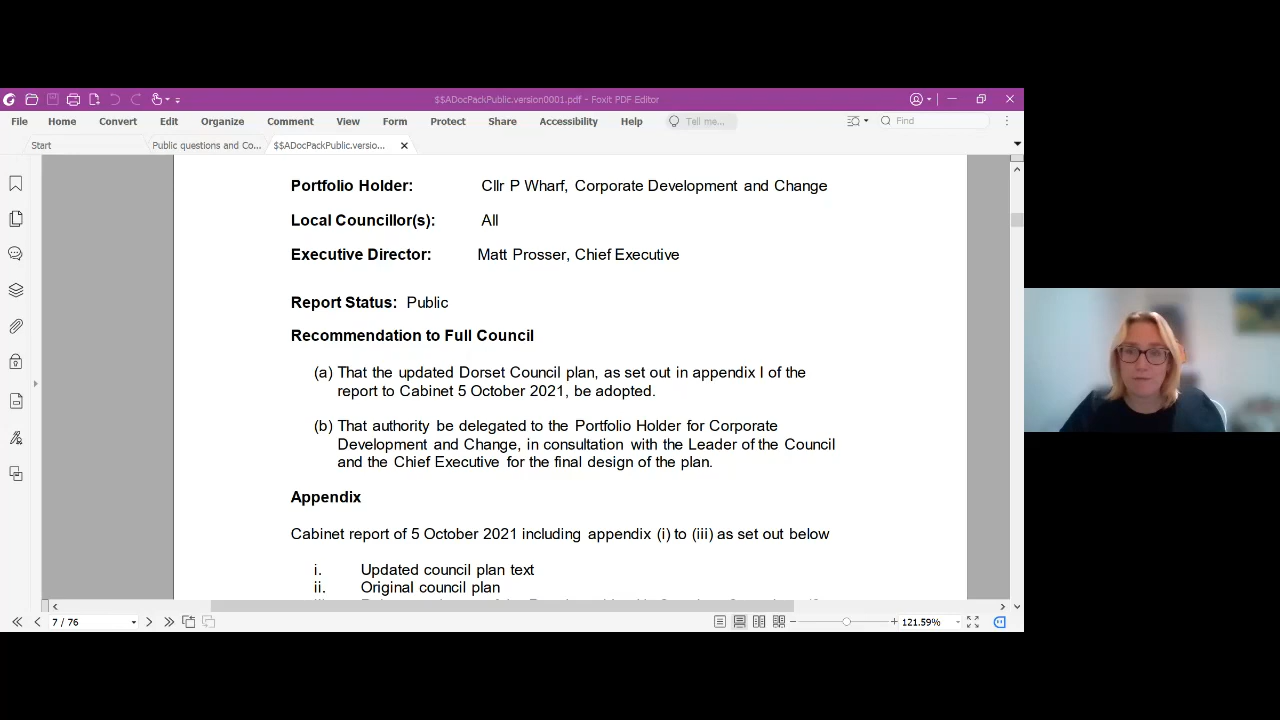 $$ADocPackPublic.version0001.pdf - Foxit PDF Editor
File Home Convert Edit Organize Comment View Form Protect Share Accessibility Help Tell me... Find
Start Public questions and Co... $$ADocPackPublic.versio...
Portfolio Holder: Cllr P Wharf, Corporate Development and Change
Local Councillor(s): All
Executive Director: Matt Prosser, Chief Executive
Report Status: Public
Recommendation to Full Council
(a) That the updated Dorset Council plan, as set out in appendix I of the
report to Cabinet 5 October 2021, be adopted.
(b) That authority be delegated to the Portfolio Holder for Corporate
Development and Change, in consultation with the Leader of the Council
and the Chief Executive for the final design of the plan.
Appendix
Cabinet report of 5 October 2021 including appendix (i) to (iii) as set out below
i. Updated council plan text
ii. Original council plan
7 / 76 121.59%